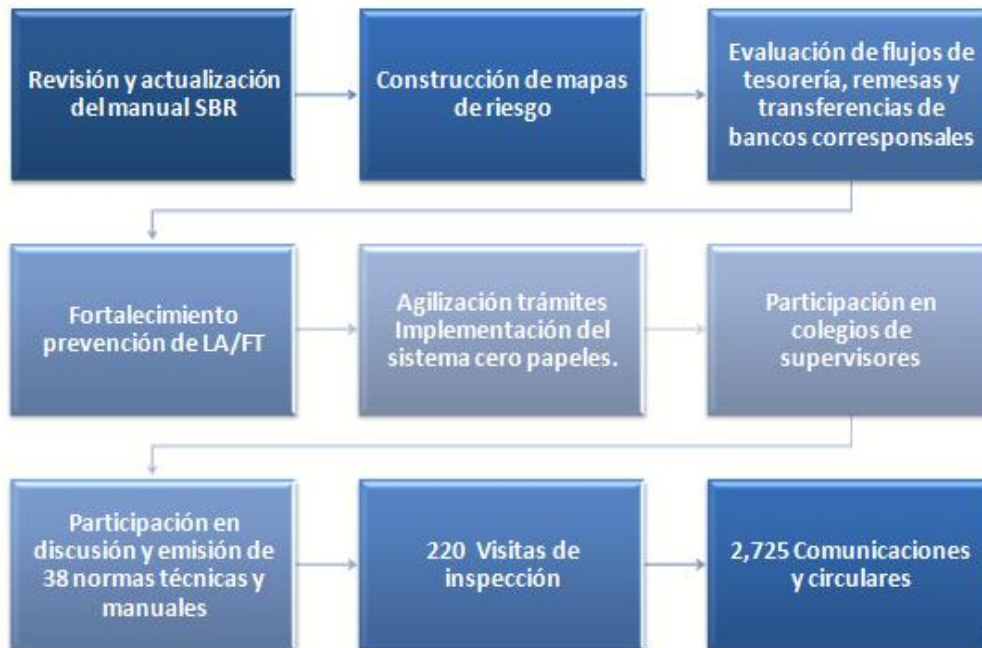 Revisión y actualización
del manual SBR
Construcción de mapas
de riesgo
Evaluación de flujos de
tesorería, remesas y
transferencias de
bancos corresponsales
Fortalecimiento
prevención de LA/FT
Agilización trámites
Implementación del
sistema cero papeles.
Participación en
colegios de
supervisores
Participación en
discusión y emisión de
38 normas técnicas y
manuales
220 Visitas de
inspección
2,725 Comunicaciones
y circulares